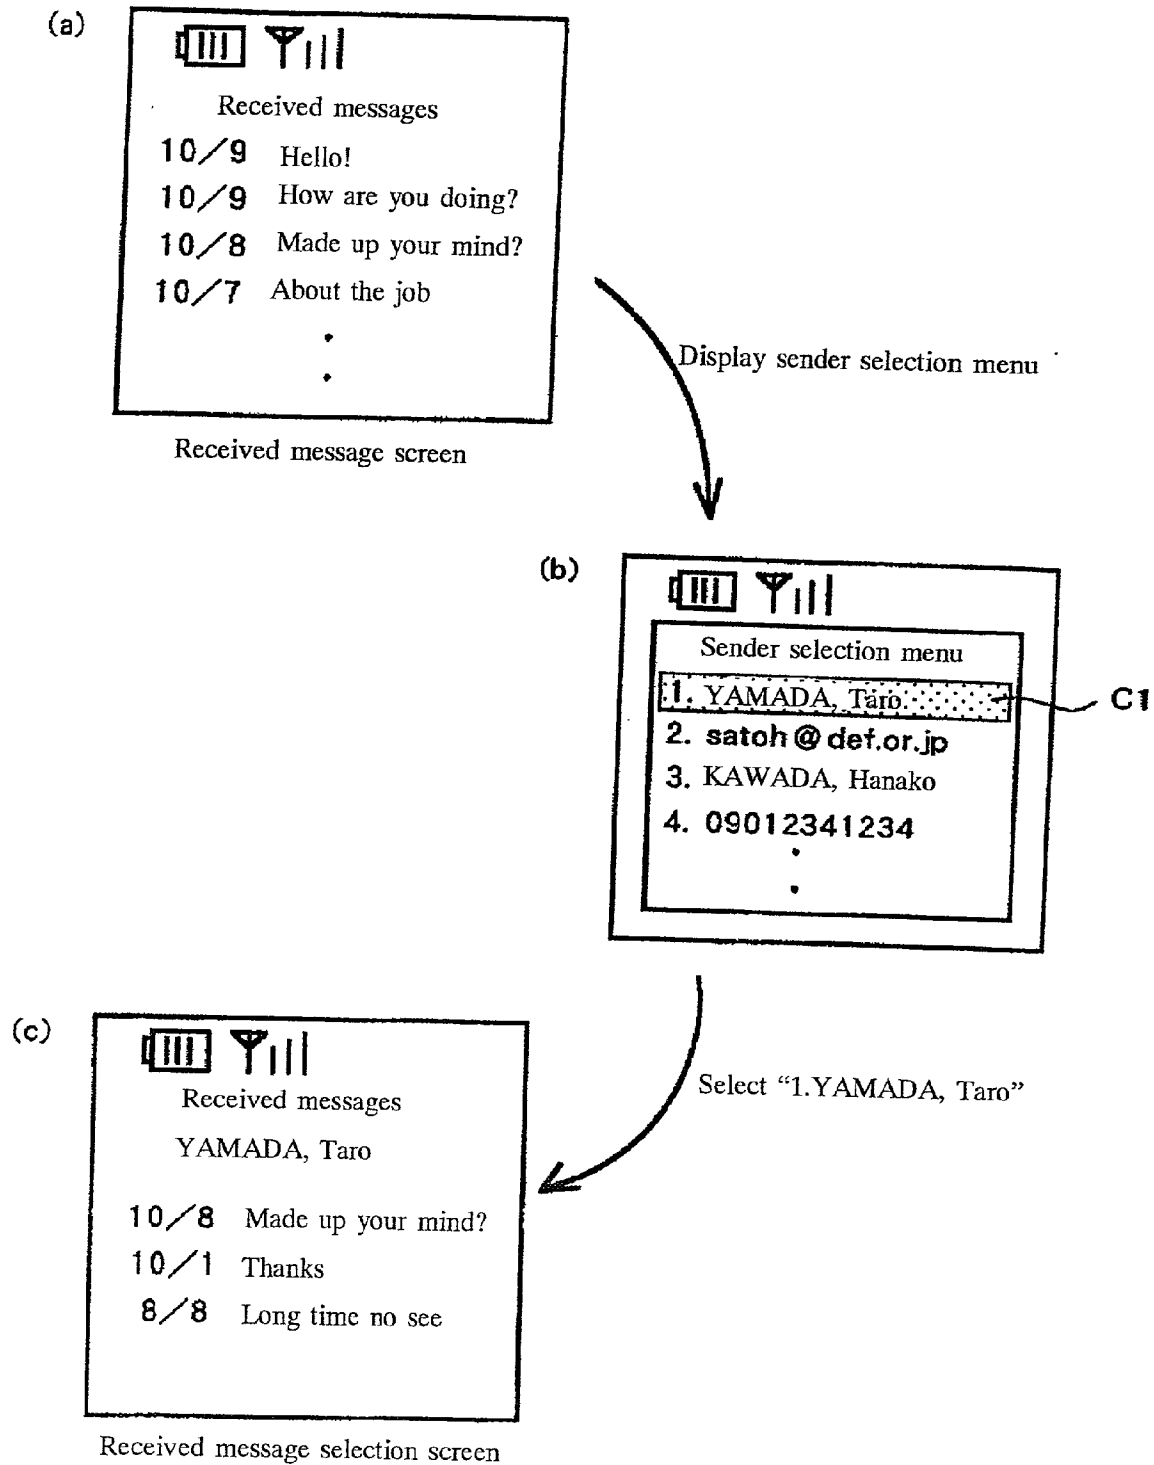 (a)
Received messages
10/9 Hello!
10/9 How are you doing?
10/8 Made up your mind?
10/7 About the job
Received message screen
Display sender selection menu
(b)
Sender selection menu
1. YAMADA, Taro
C1
2. satoh@def.or.jp
3. KAWADA, Hanako
4. 09012341234
Select “1.YAMADA, Taro”
(c)
Received messages
YAMADA, Taro
10/8 Made up your mind?
10/1 Thanks
8/8 Long time no see
Received message selection screen